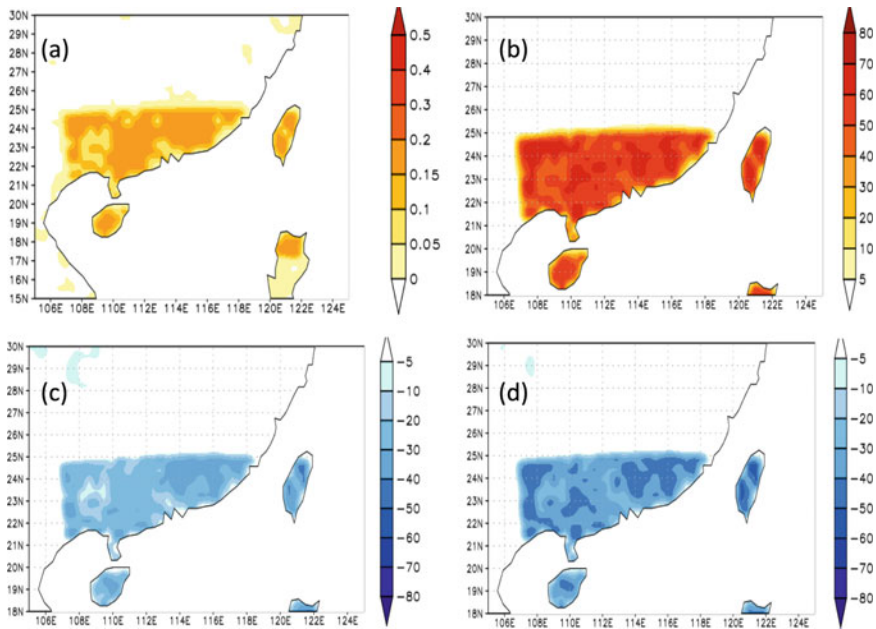 (a)
30N
29N
28N
27N
26N
25N
24N
23N
22N
21N
20N
19N
18N
17N
16N
15N
106E 108E 110E 112E 114E 116E 118E 120E 122E 124E
0.5
0.4
0.3
0.2
0.15
0.1
0.05
0
(b)
30N
29N
28N
27N
26N
25N
24N
23N
22N
21N
20N
19N
18N
106E 108E 110E 112E 114E 116E 118E 120E 122E 124E
80
70
60
50
40
30
20
10
5
(c)
30N
29N
28N
27N
26N
25N
24N
23N
22N
21N
20N
19N
18N
106E 108E 110E 112E 114E 116E 118E 120E 122E 124E
-5
-10
-20
-30
-40
-50
-60
-70
-80
(d)
30N
29N
28N
27N
26N
25N
24N
23N
22N
21N
20N
19N
18N
106E 108E 110E 112E 114E 116E 118E 120E 122E 124E
-5
-10
-20
-30
-40
-50
-60
-70
-80